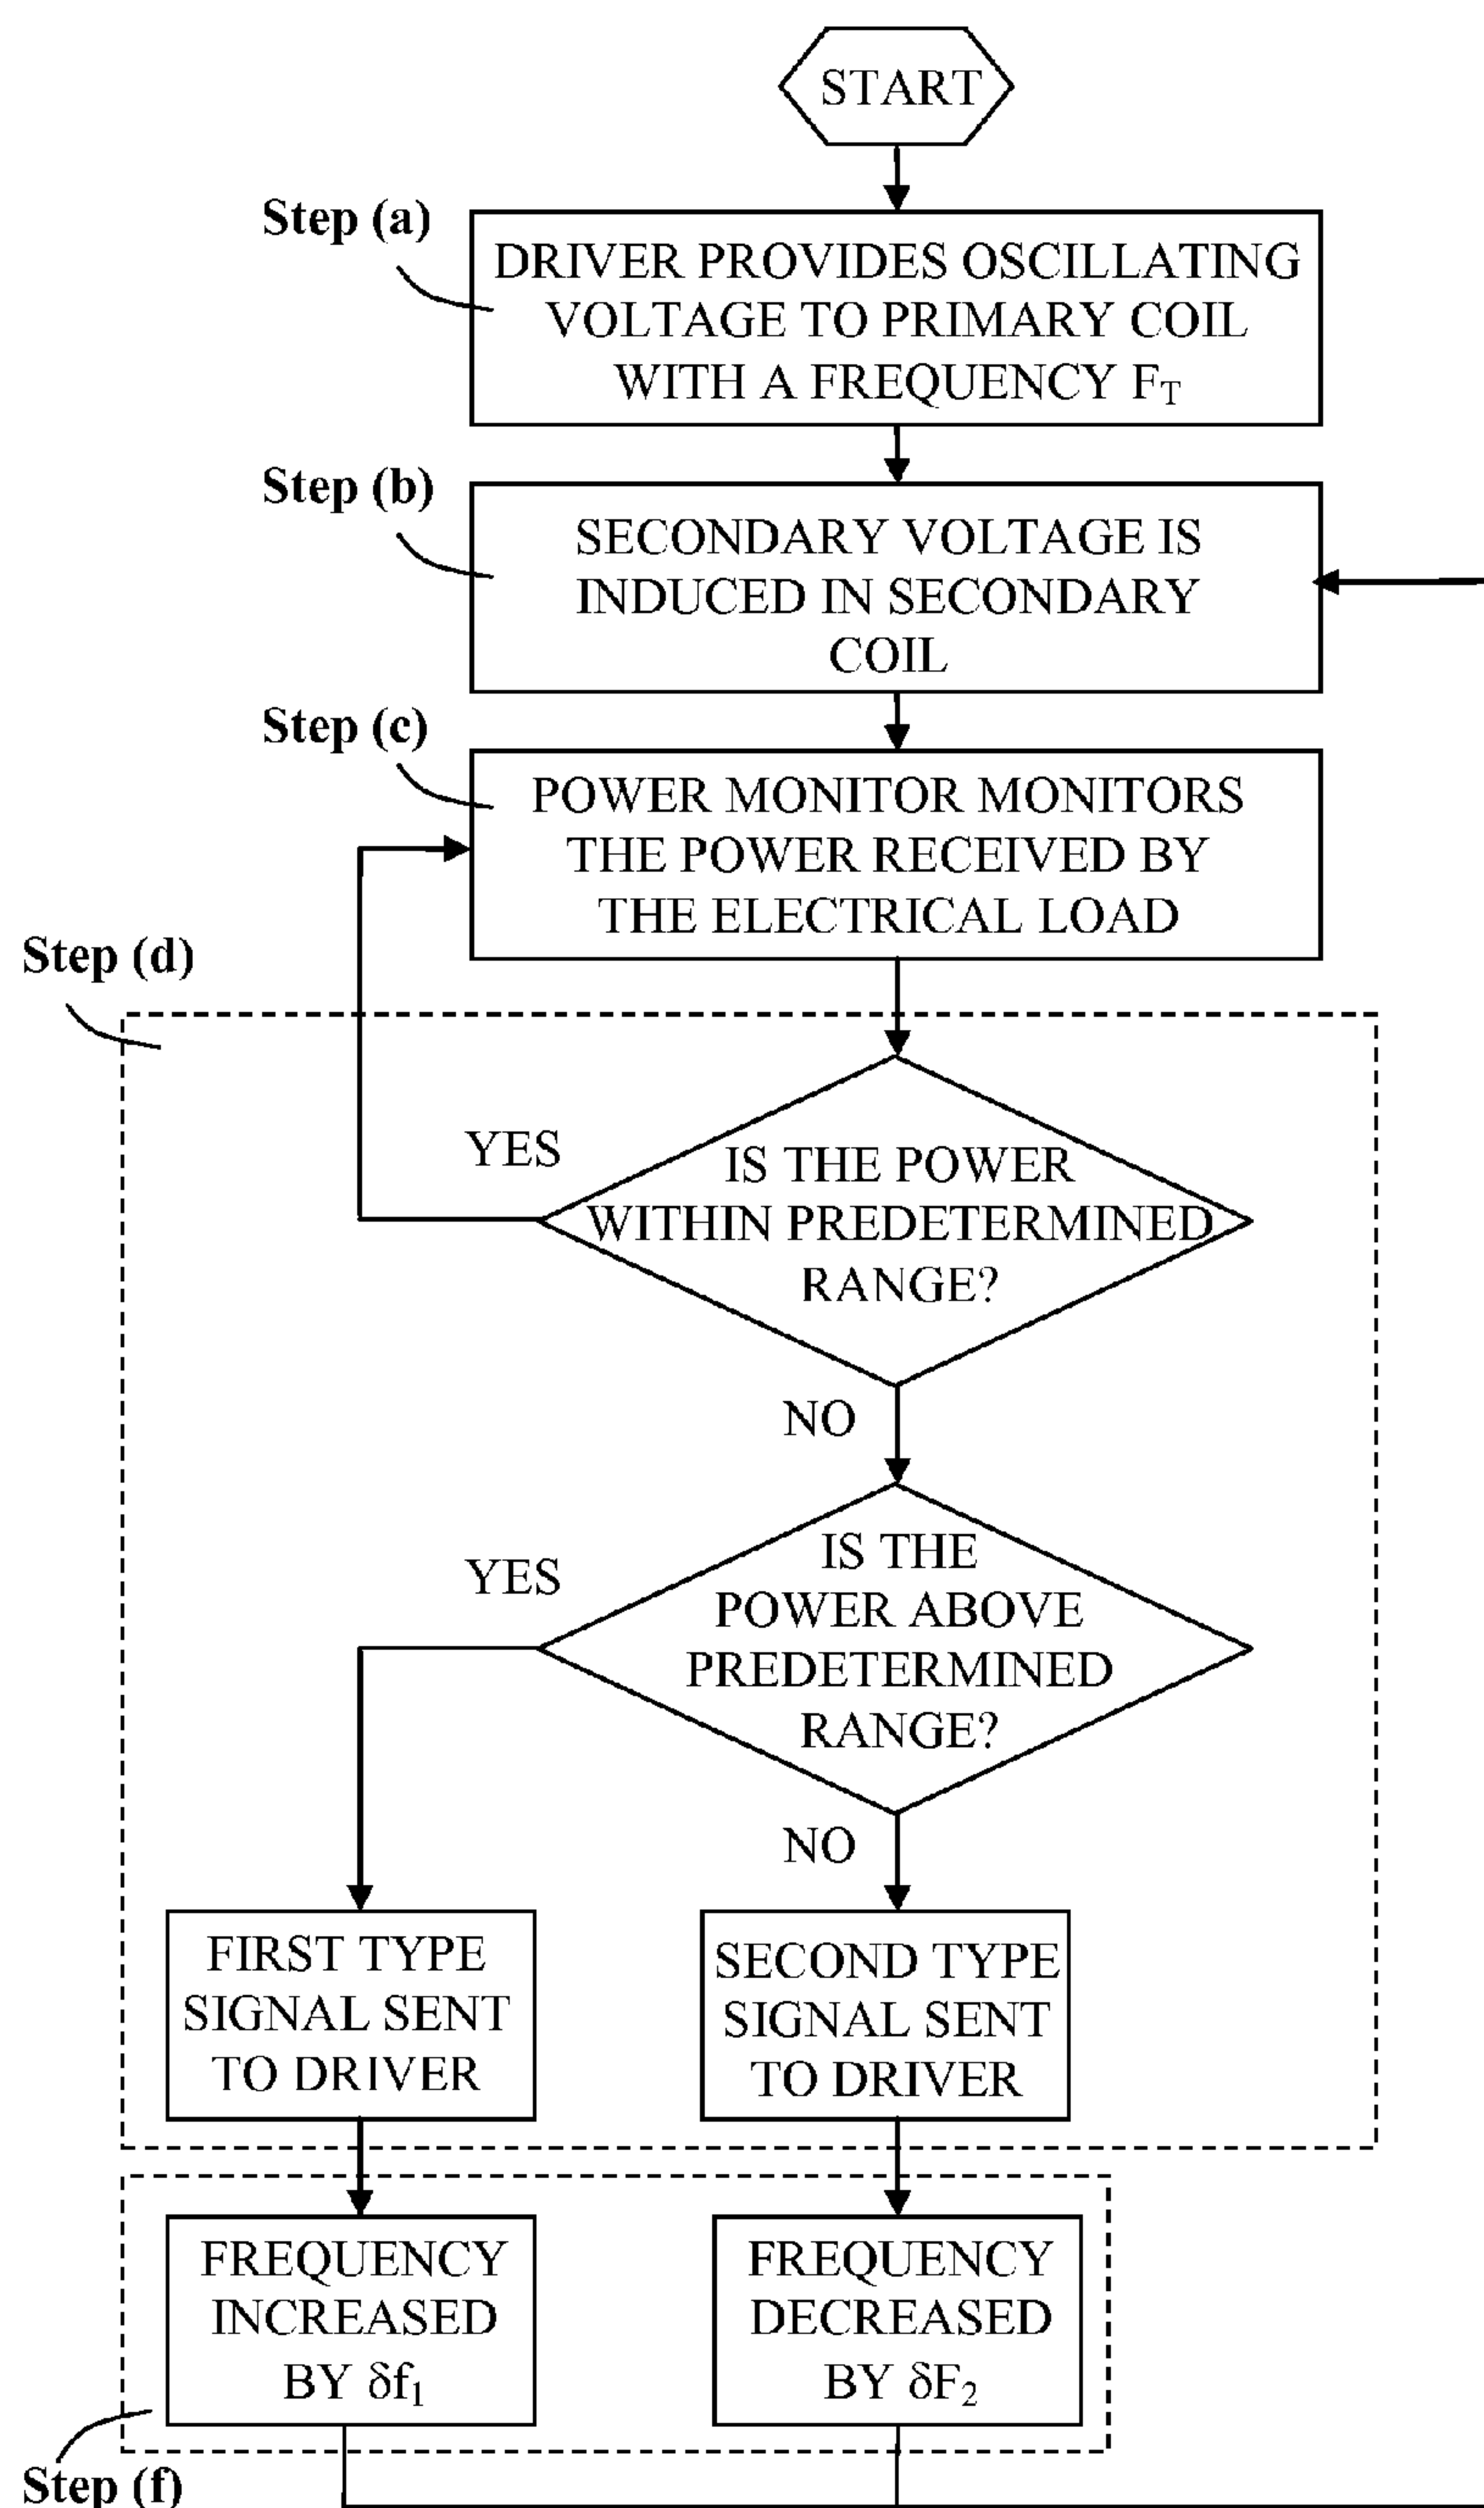 START
Step (a)
DRIVER PROVIDES OSCILLATING
VOLTAGE TO PRIMARY COIL
WITH A FREQUENCY F_T
Step (b)
SECONDARY VOLTAGE IS
INDUCED IN SECONDARY
COIL
Step (c)
POWER MONITOR MONITORS
THE POWER RECEIVED BY
THE ELECTRICAL LOAD
Step (d)
YES
IS THE POWER
WITHIN PREDETERMINED
RANGE?
NO
YES
IS THE
POWER ABOVE
PREDETERMINED
RANGE?
NO
FIRST TYPE
SIGNAL SENT
TO DRIVER
SECOND TYPE
SIGNAL SENT
TO DRIVER
FREQUENCY
INCREASED
BY δf₁
FREQUENCY
DECREASED
BY δF₂
Step (f)